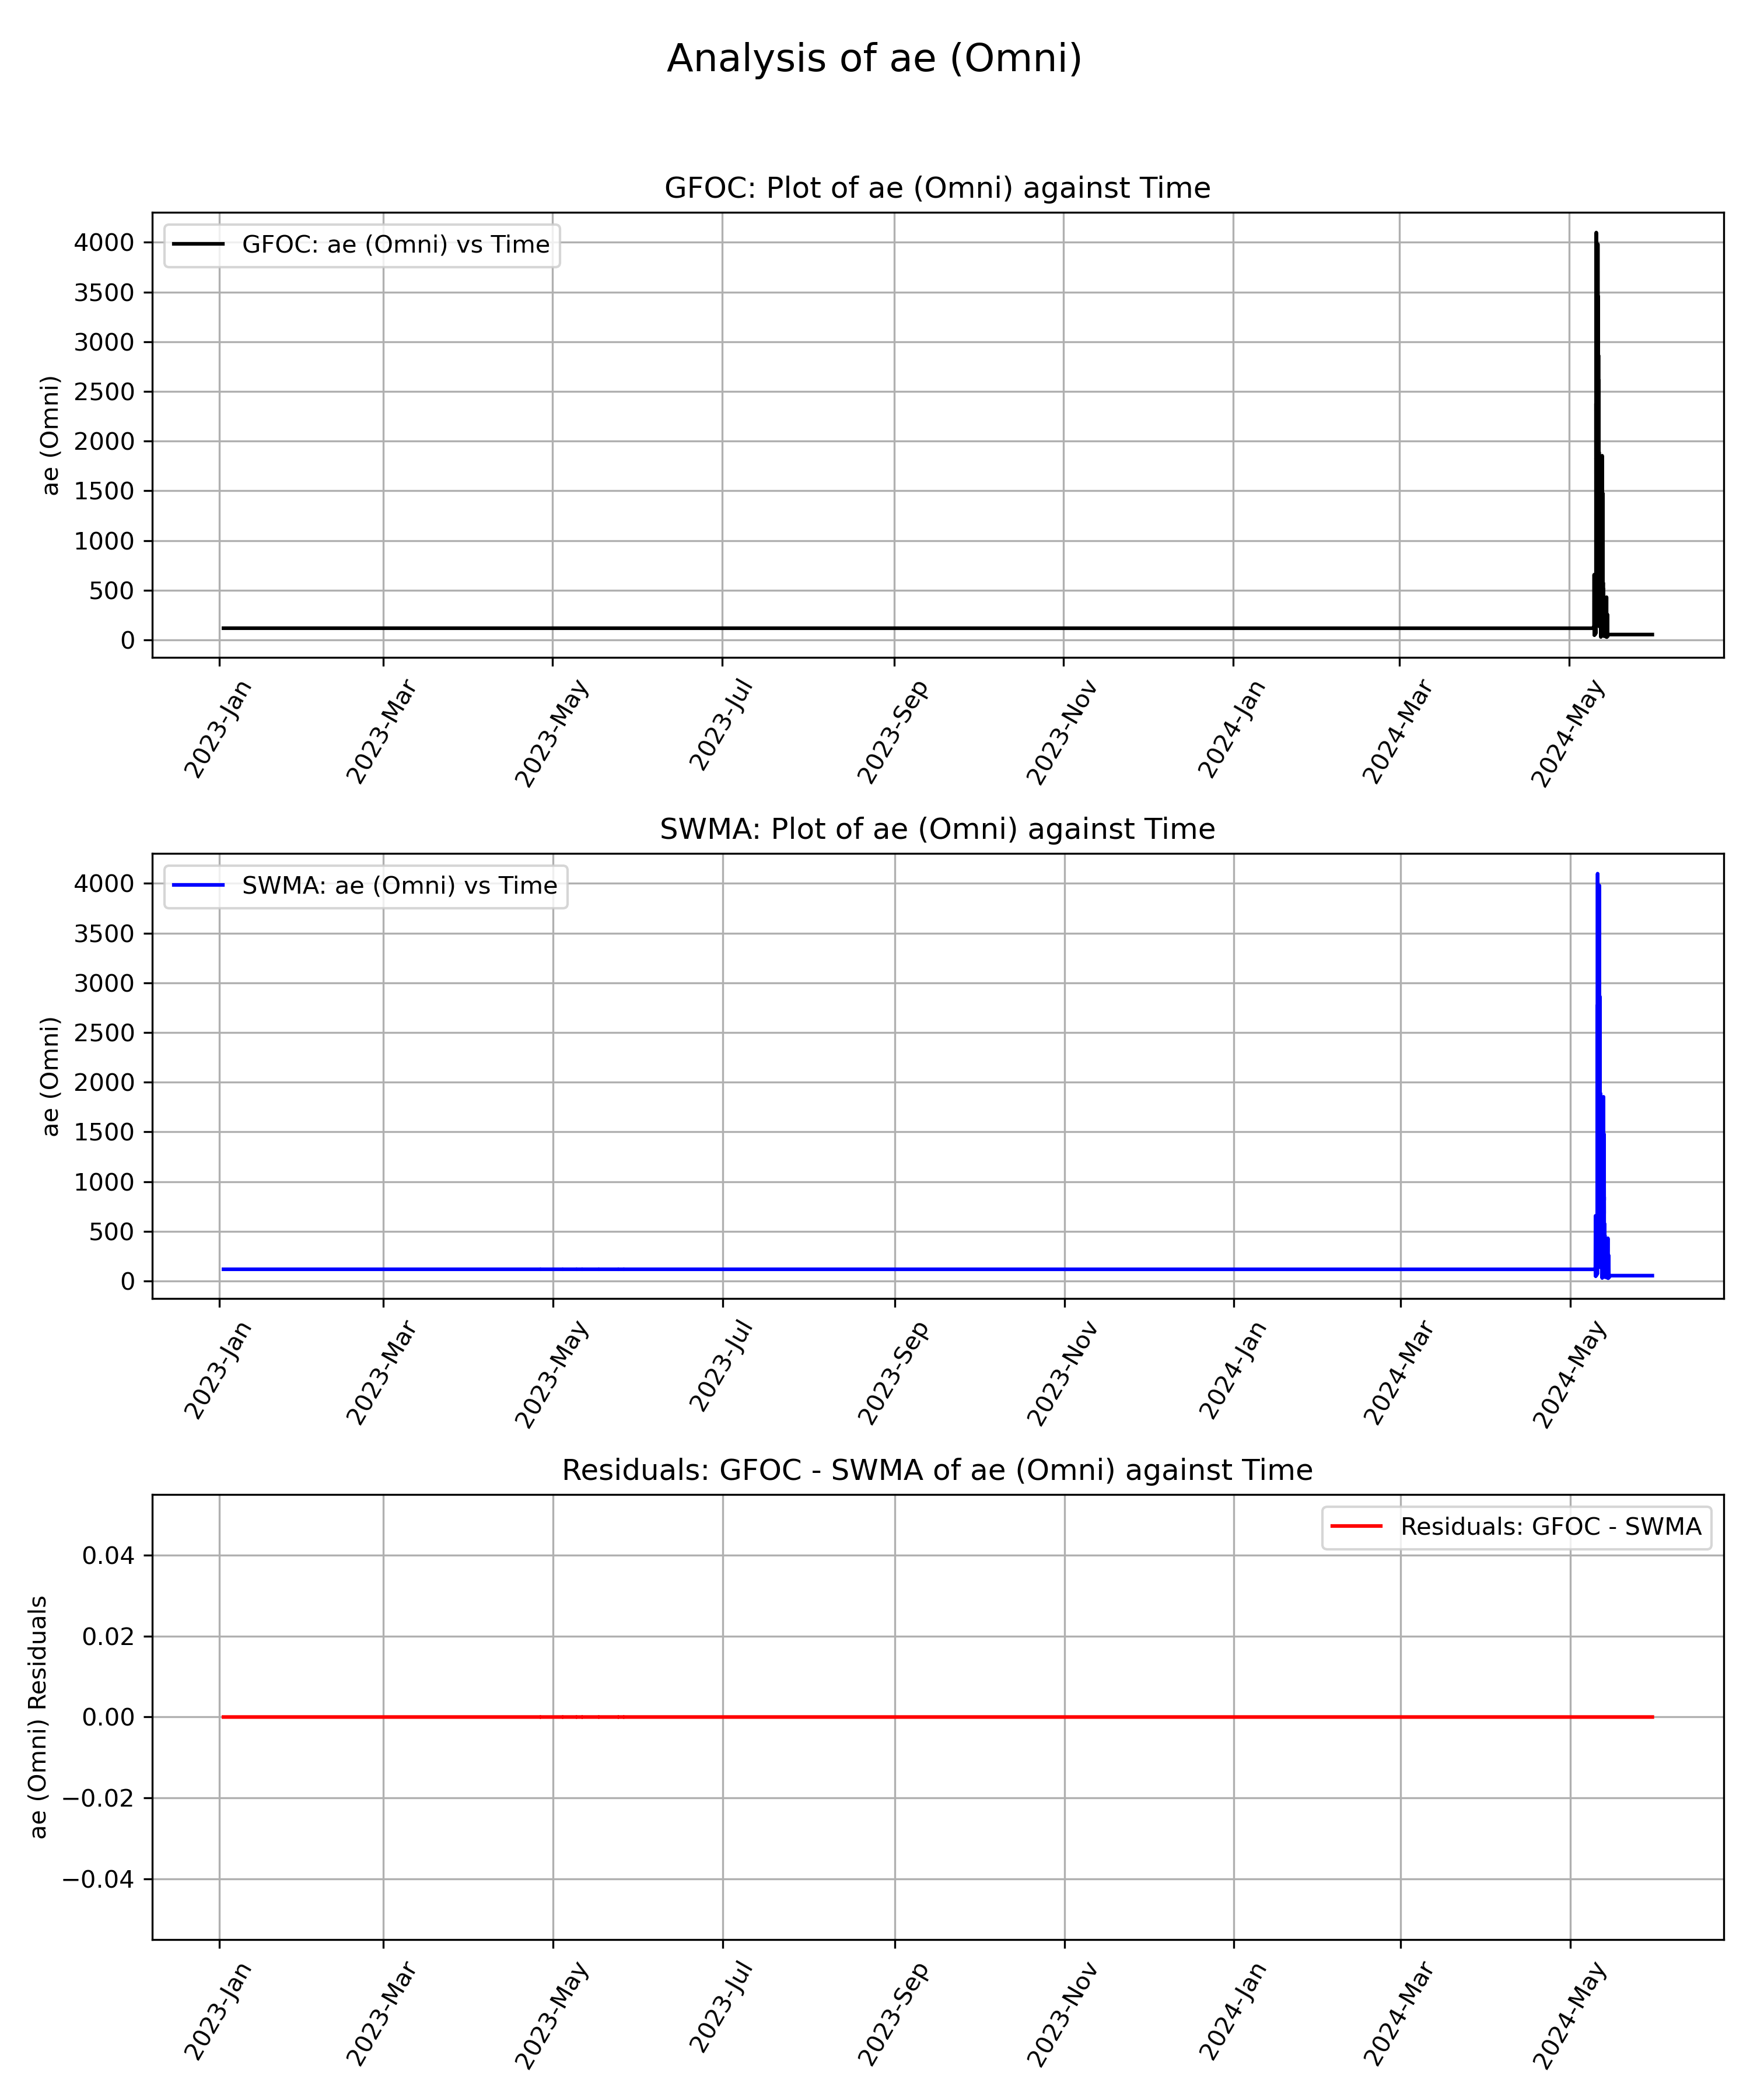 Analysis of ae (Omni)
GFOC: Plot of ae (Omni) against Time
GFOC: ae (Omni) vs Time
ae (Omni)
4000
3500
3000
2500
2000
1500
1000
500
0
2023-Jan
2023-Mar
2023-May
2023-Jul
2023-Sep
2023-Nov
2024-Jan
2024-Mar
2024-May
SWMA: Plot of ae (Omni) against Time
SWMA: ae (Omni) vs Time
ae (Omni)
4000
3500
3000
2500
2000
1500
1000
500
0
2023-Jan
2023-Mar
2023-May
2023-Jul
2023-Sep
2023-Nov
2024-Jan
2024-Mar
2024-May
Residuals: GFOC - SWMA of ae (Omni) against Time
Residuals: GFOC - SWMA
ae (Omni) Residuals
0.04
0.02
0.00
−0.02
−0.04
2023-Jan
2023-Mar
2023-May
2023-Jul
2023-Sep
2023-Nov
2024-Jan
2024-Mar
2024-May